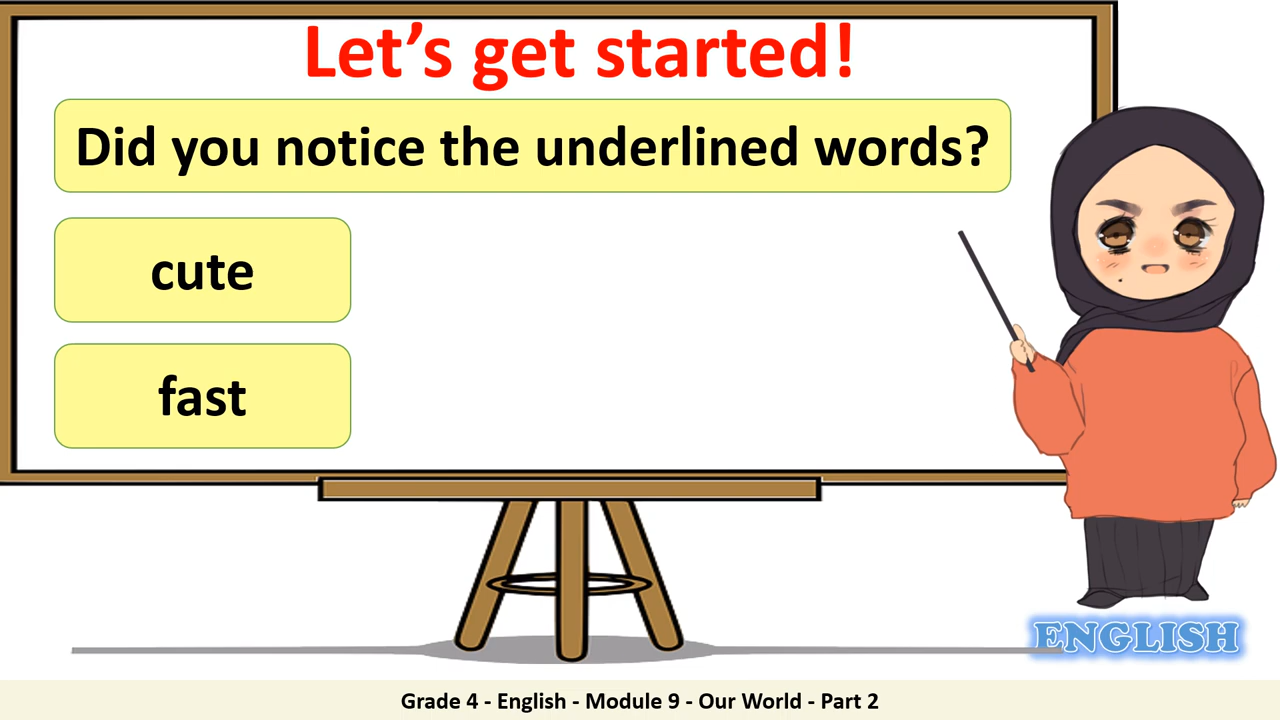 Let's get started!
Did you notice the underlined words?
cute
fast
ENGLISH
Grade 4 - English - Module 9 - Our World - Part 2